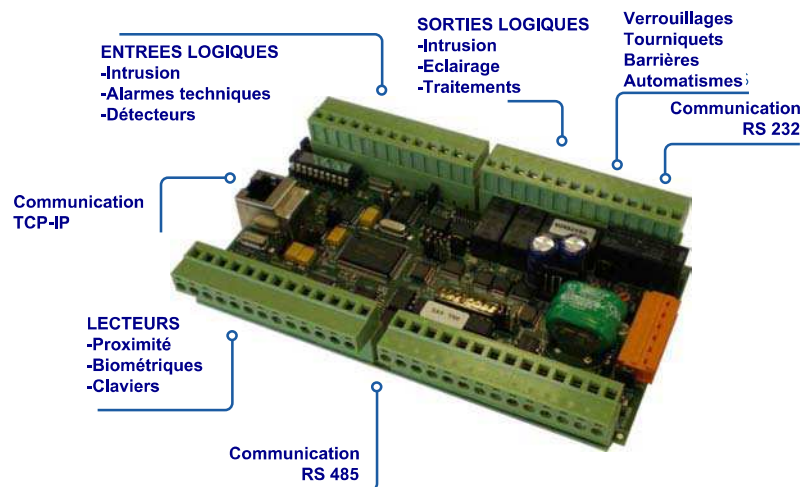 ENTREES LOGIQUES
-Intrusion
-Alarmes techniques
-Détecteurs
SORTIES LOGIQUES
-Intrusion
-Eclairage
-Traitements
Verrouillages
Tourniquets
Barrières
Automatismes
Communication
RS 232
Communication
TCP-IP
LECTEURS
-Proximité
-Biométriques
-Claviers
Communication
RS 485